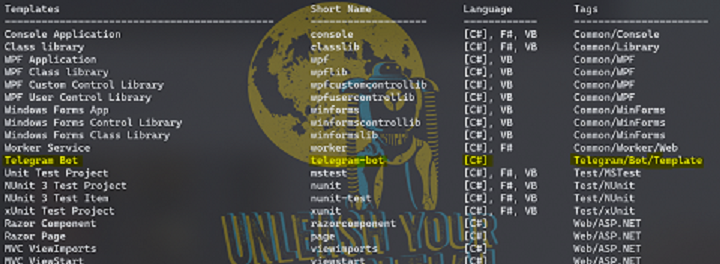 Templates Short Name Language Tags
Console Application console [C#], F#, VB Common/Console
Class library classlib [C#], F#, VB Common/Library
WPF Application wpf [C#], VB Common/WPF
WPF Class library wpflib [C#], VB Common/WPF
WPF Custom Control Library wpfcustomcontrollib [C#], VB Common/WPF
WPF User Control Library wpfusercontrollib [C#], VB Common/WPF
Windows Forms App winforms [C#], VB Common/WinForms
Windows Forms Control Library winformscontrollib [C#], VB Common/WinForms
Windows Forms Class Library winformslib [C#], VB Common/WinForms
Worker Service worker [C#], F# Common/Worker/Web
Telegram Bot telegram-bot [C#] Telegram/Bot/Template
Unit Test Project mstest [C#], F#, VB Test/MSTest
NUnit 3 Test Project nunit [C#], F#, VB Test/NUnit
NUnit 3 Test Item nunit-test [C#], F#, VB Test/NUnit
xUnit Test Project xunit [C#], F#, VB Test/xUnit
Razor Component razorcomponent [C#] Web/ASP.NET
Razor Page page [C#] Web/ASP.NET
MVC ViewImports viewimports [C#] Web/ASP.NET
MVC ViewStart viewstart [C#] Web/ASP.NET
UNLEASH YOUR